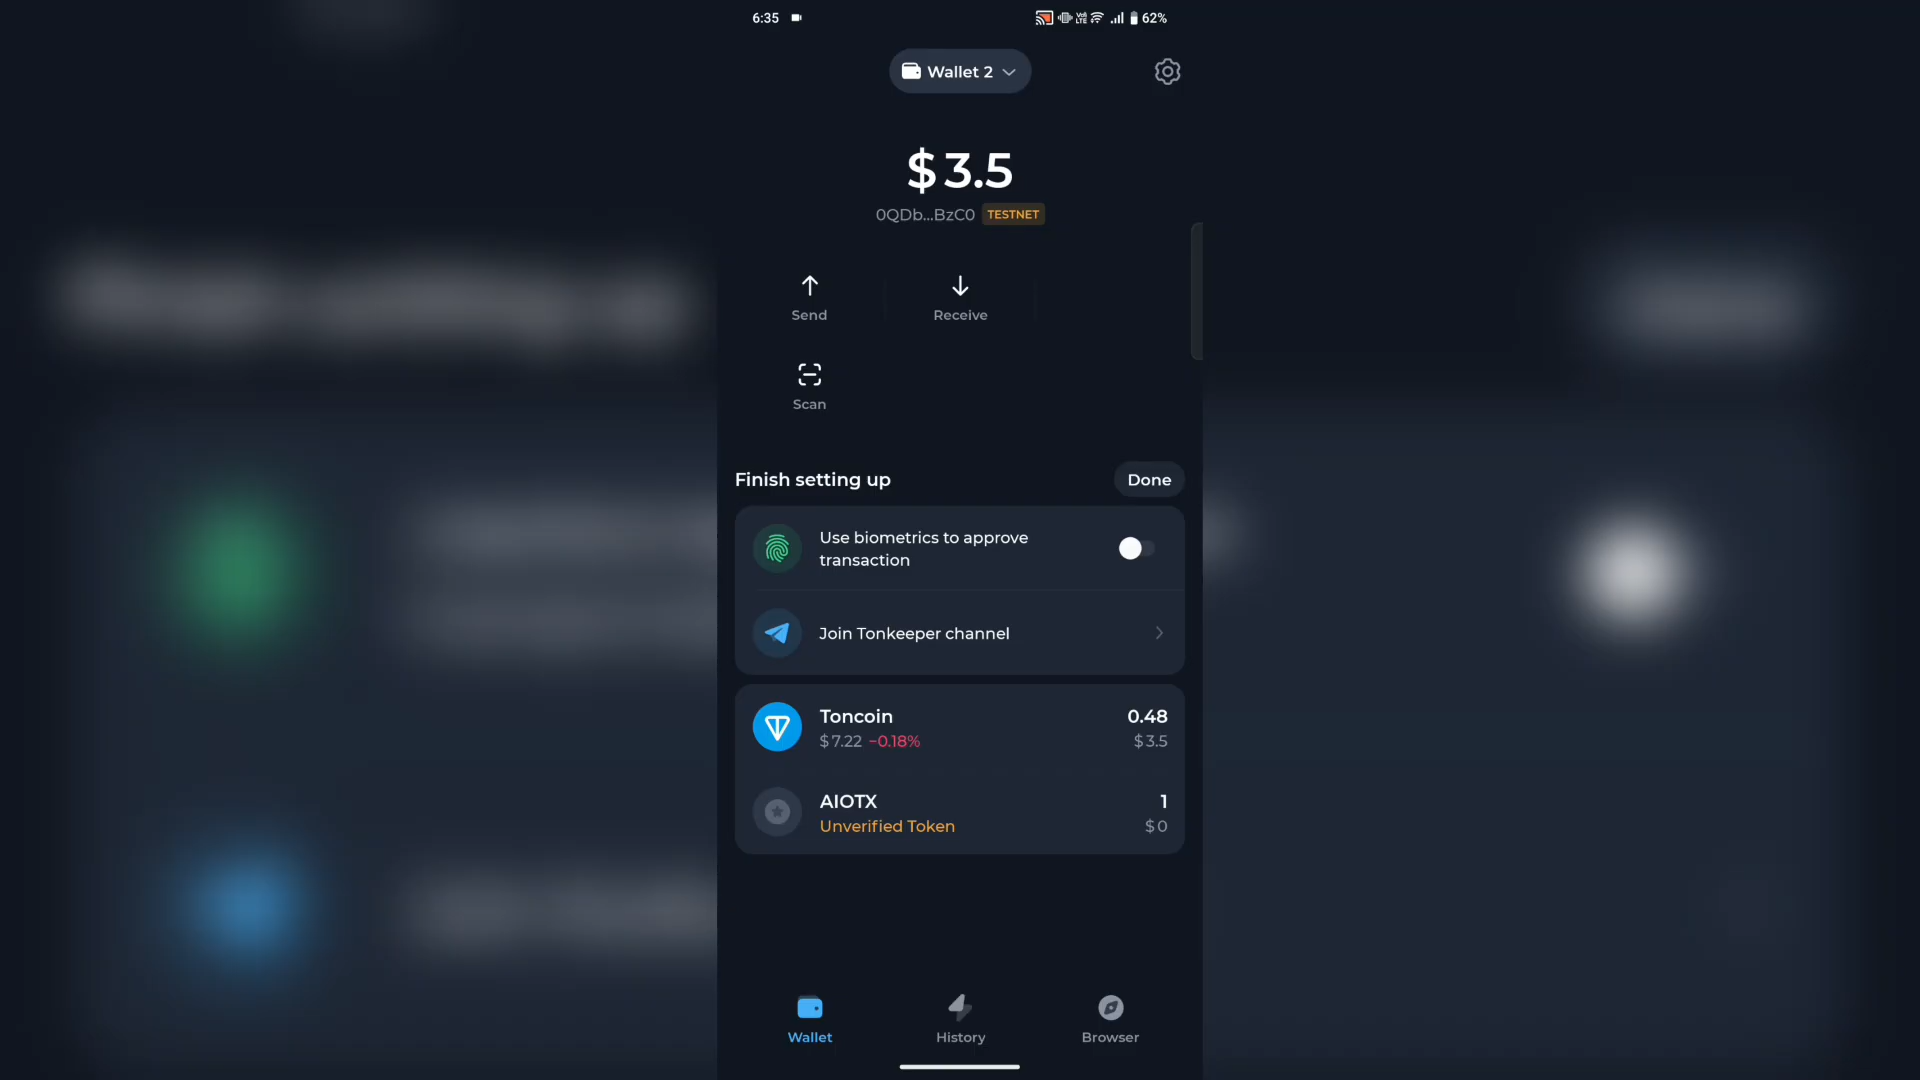 6:35
Vo) LTE 62%
Wallet 2
$ 3.5
0QDb...BzC0 TESTNET
Send Receive
Scan
Finish setting up Done
Use biometrics to approve
transaction
Join Tonkeeper channel
Toncoin 0.48
$ 7.22 −0.18% $ 3.5
AIOTX 1
Unverified Token $ 0
Wallet History Browser